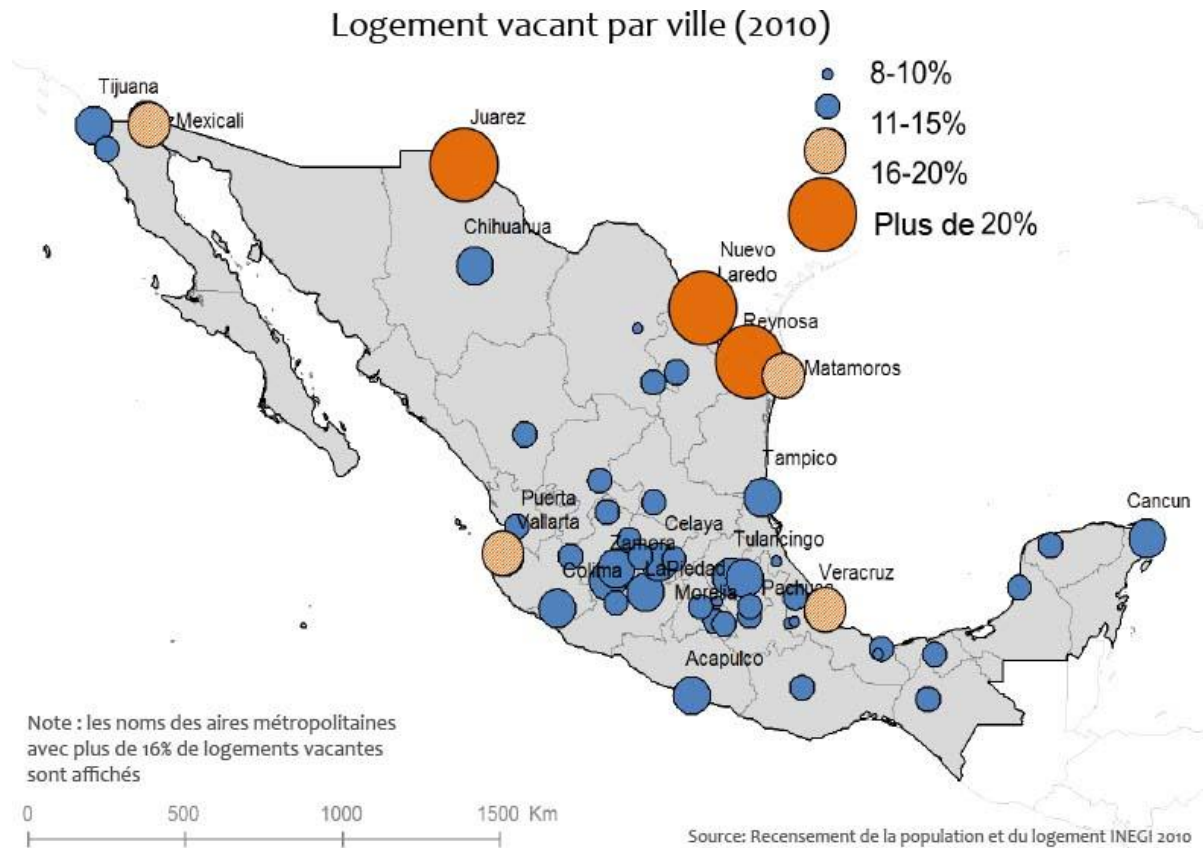 Logement vacant par ville (2010)
8-10%
11-15%
16-20%
Plus de 20%
Tijuana
Mexicali
Juarez
Chihuahua
Nuevo
Laredo
Reynosa
Matamoros
Tampico
Cancun
Puerta
Vallarta
Celaya
Tulancingo
Zamora
Colima
LaPiedad
Veracruz
Morelia
Pachuca
Acapulco
Note : les noms des aires métropolitaines
avec plus de 16% de logements vacantes
sont affichés
0 500 1000 1500 Km
Source: Recensement de la population et du logement INEGI 2010